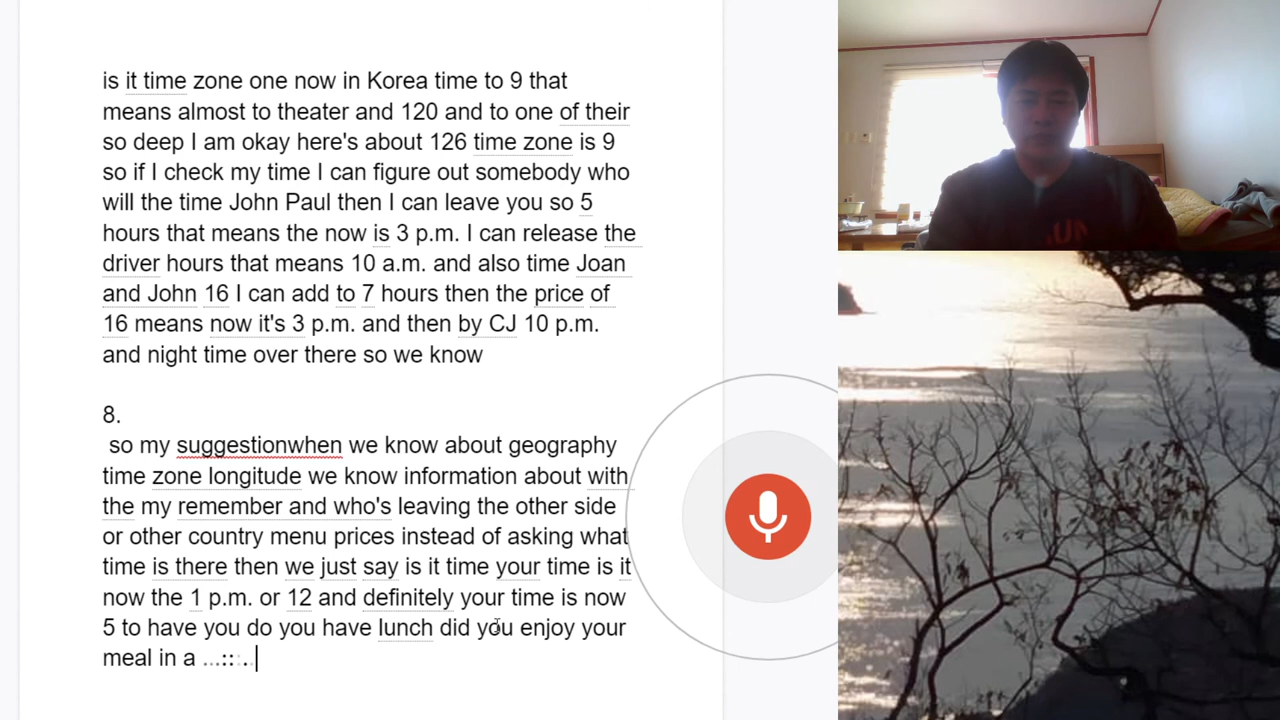 is it time zone one now in Korea time to 9 that
means almost to theater and 120 and to one of their
so deep I am okay here's about 126 time zone is 9
so if I check my time I can figure out somebody who
will the time John Paul then I can leave you so 5
hours that means the now is 3 p.m. I can release the
driver hours that means 10 a.m. and also time Joan
and John 16 I can add to 7 hours then the price of
16 means now it's 3 p.m. and then by CJ 10 p.m.
and night time over there so we know
8.
so my suggestionwhen we know about geography
time zone longitude we know information about with
the my remember and who's leaving the other side
or other country menu prices instead of asking what
time is there then we just say is it time your time is it
now the 1 p.m. or 12 and definitely your time is now
5 to have you do you have lunch did you enjoy your
meal in a